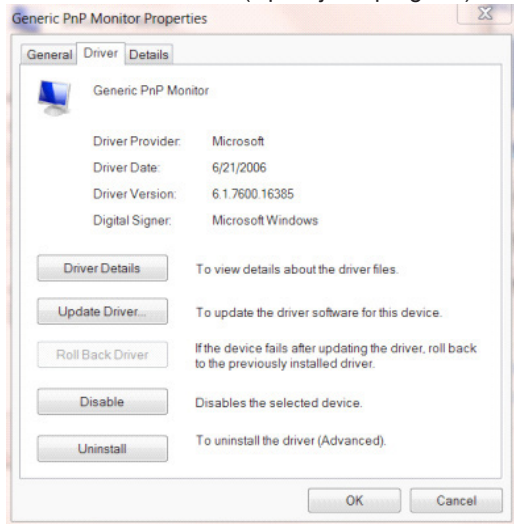 Generic PnP Monitor Properties
General Driver Details
Generic PnP Monitor
Driver Provider: Microsoft
Driver Date: 6/21/2006
Driver Version: 6.1.7600.16385
Digital Signer: Microsoft Windows
Driver Details To view details about the driver files.
Update Driver... To update the driver software for this device.
Roll Back Driver If the device fails after updating the driver, roll back
to the previously installed driver.
Disable Disables the selected device.
Uninstall To uninstall the driver (Advanced).
OK Cancel